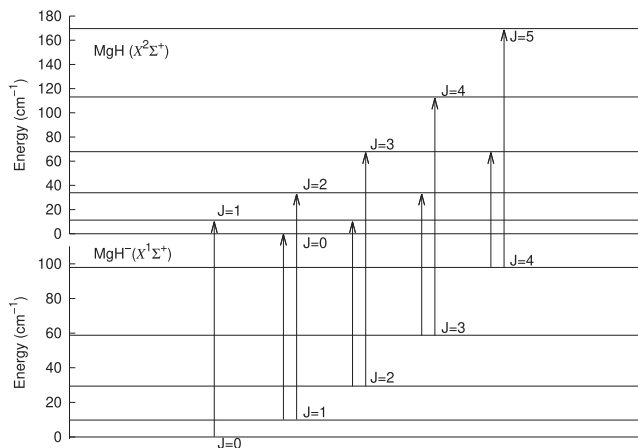 180
160
140
120
100
80
60
40
20
0
Energy (cm⁻¹)
MgH (X²Σ⁺)
J=5
J=4
J=3
J=2
J=1
J=0
MgH⁻(X¹Σ⁺)
100
80
60
40
20
0
Energy (cm⁻¹)
J=4
J=3
J=2
J=1
J=0